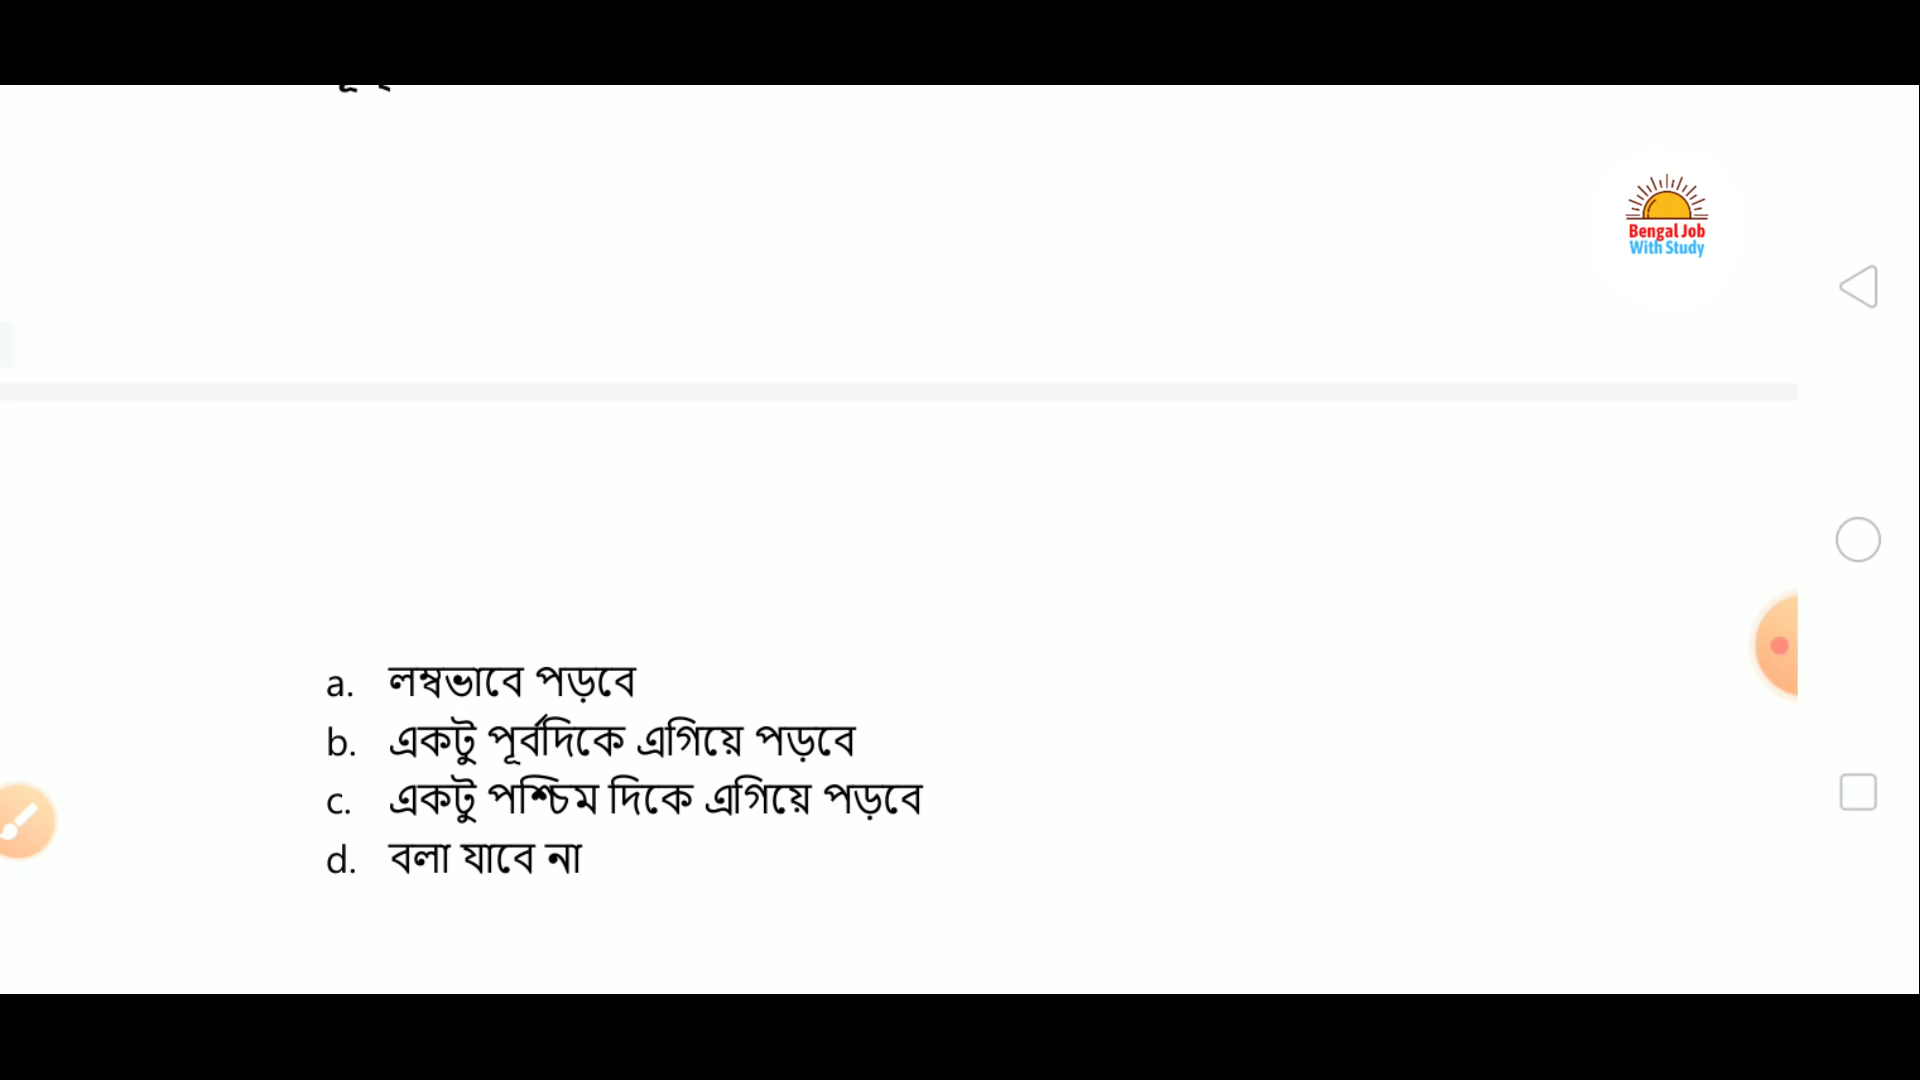 Bengal Job
With Study
a. লম্বভাবে পড়বে
b. একটু পূর্বদিকে এগিয়ে পড়বে
c. একটু পশ্চিম দিকে এগিয়ে পড়বে
d. বলা যাবে না